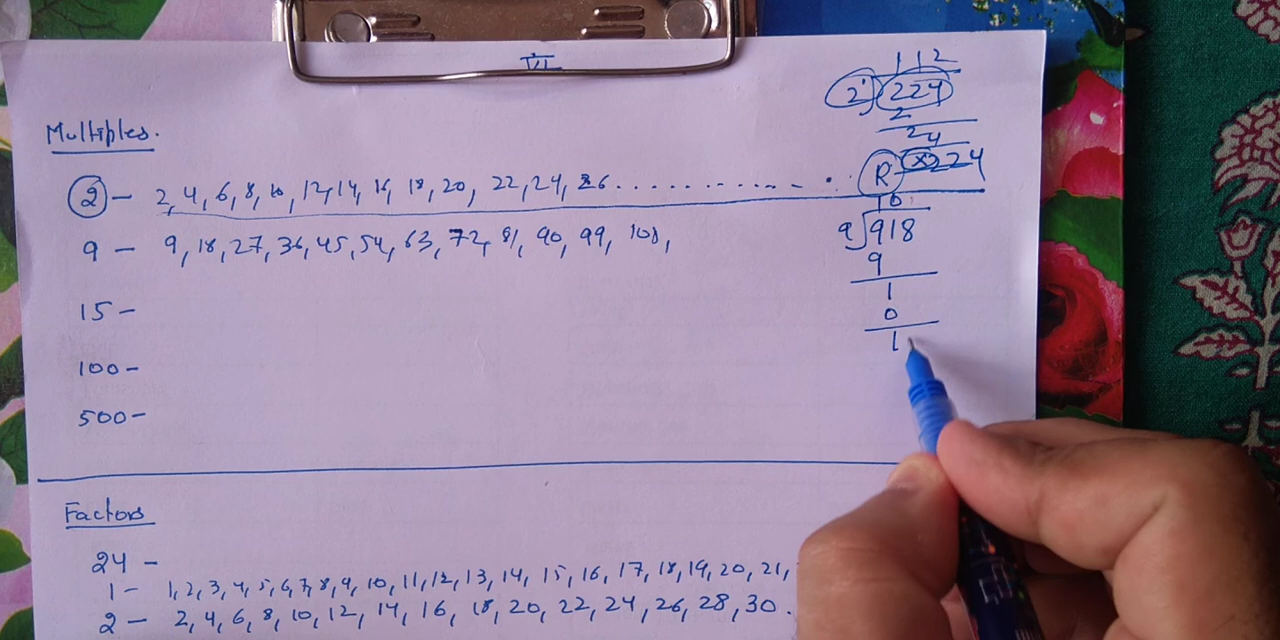 VI
Multiples.
2 - 2, 4, 6, 8, 10, 12, 14, 16, 18, 20, 22, 24, 26..............
9 - 9, 18, 27, 36, 45, 54, 63, 72, 81, 90, 99, 108,
15 -
100 -
500 -
112
2) 224
2
24
R 224
10
9) 918
9
1
0
1
Factors
24 -
1 - 1, 2, 3, 4, 5, 6, 7, 8, 9, 10, 11, 12, 13, 14, 15, 16, 17, 18, 19, 20, 21,
2 - 2, 4, 6, 8, 10, 12, 14, 16, 18, 20, 22, 24, 26, 28, 30.